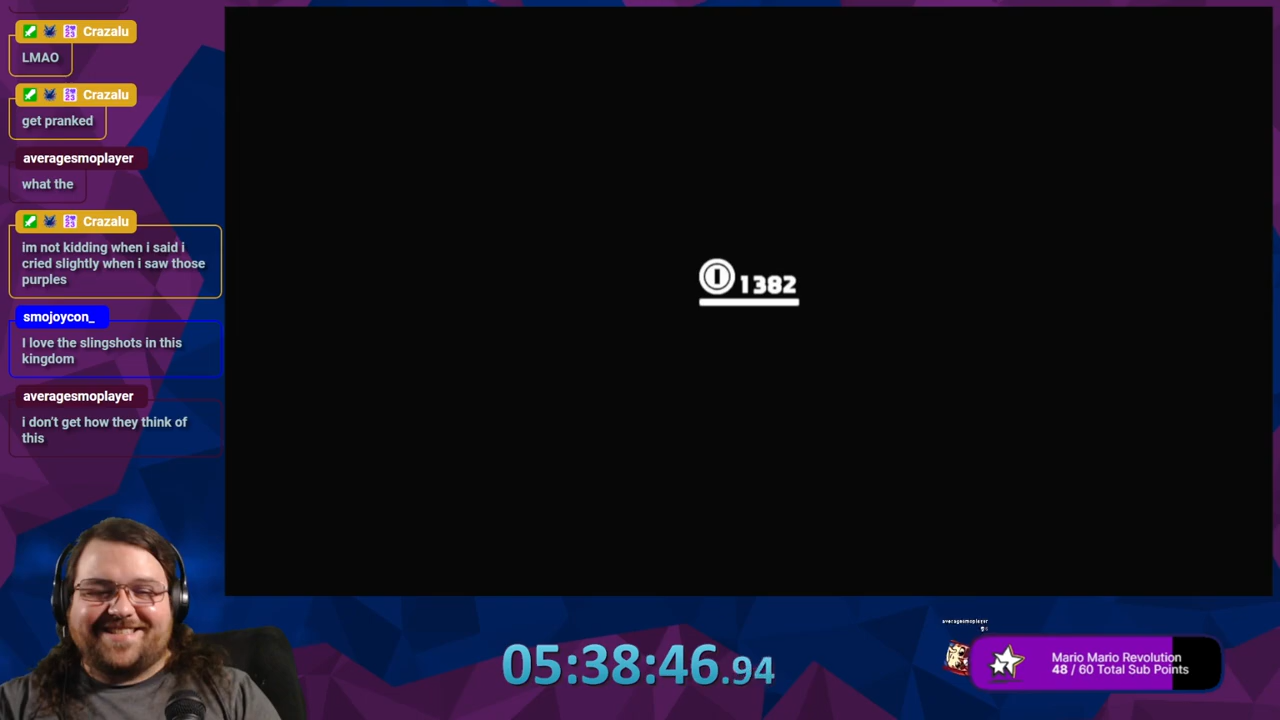 Crazalu
LMAO
Crazalu
get pranked
averagesmoplayer
what the
Crazalu
im not kidding when i said i
cried slightly when i saw those
purples
smojoycon_
I love the slingshots in this
kingdom
averagesmoplayer
i don't get how they think of
this
1382
05:38:46.94
averagesmoplayer
Mario Mario Revolution
48 / 60 Total Sub Points